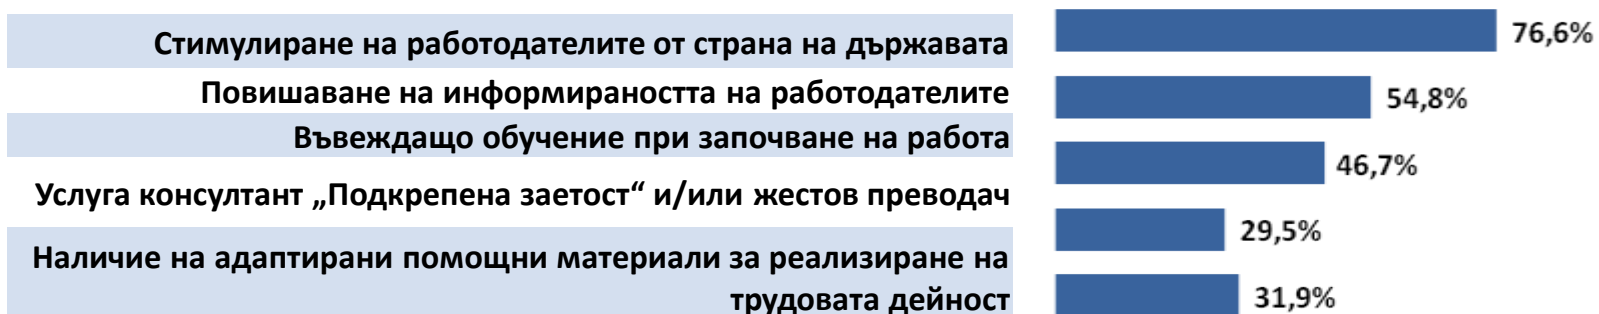 Стимулиране на работодателите от страна на държавата 76,6%
Повишаване на информираността на работодателите 54,8%
Въвеждащо обучение при започване на работа 46,7%
Услуга консултант „Подкрепена заетост“ и/или жестов преводач 29,5%
Наличие на адаптирани помощни материали за реализиране на
трудовата дейност 31,9%